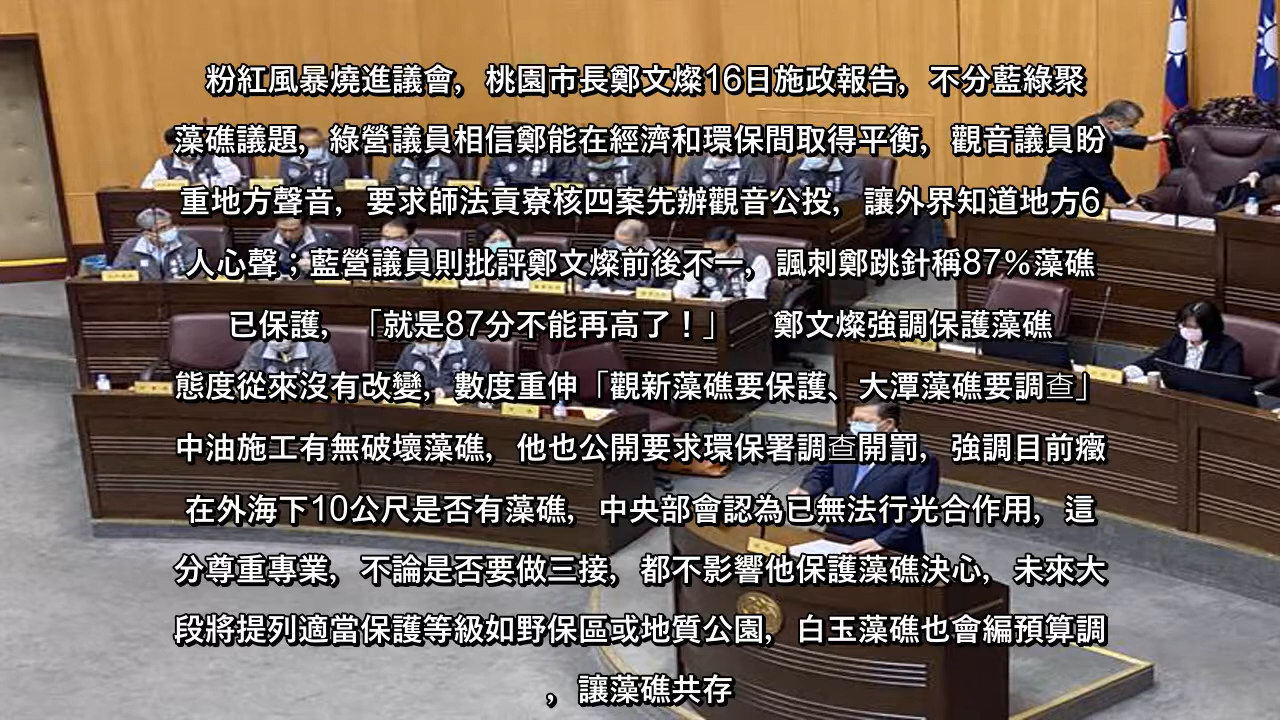 粉紅風暴燒進議會，桃園市長鄭文燦16日施政報告，不分藍綠聚
藻礁議題，綠營議員相信鄭能在經濟和環保間取得平衡，觀音議員盼
重地方聲音，要求師法貢寮核四案先辦觀音公投，讓外界知道地方6
人心聲；藍營議員則批評鄭文燦前後不一，諷刺鄭跳針稱87%藻礁
已保護，「就是87分不能再高了！」　鄭文燦強調保護藻礁
態度從來沒有改變，數度重伸「觀新藻礁要保護、大潭藻礁要調查」
中油施工有無破壞藻礁，他也公開要求環保署調查開罰，強調目前癥
在外海下10公尺是否有藻礁，中央部會認為已無法行光合作用，這
分尊重專業，不論是否要做三接，都不影響他保護藻礁決心，未來大
段將提列適當保護等級如野保區或地質公園，白玉藻礁也會編預算調
，讓藻礁共存